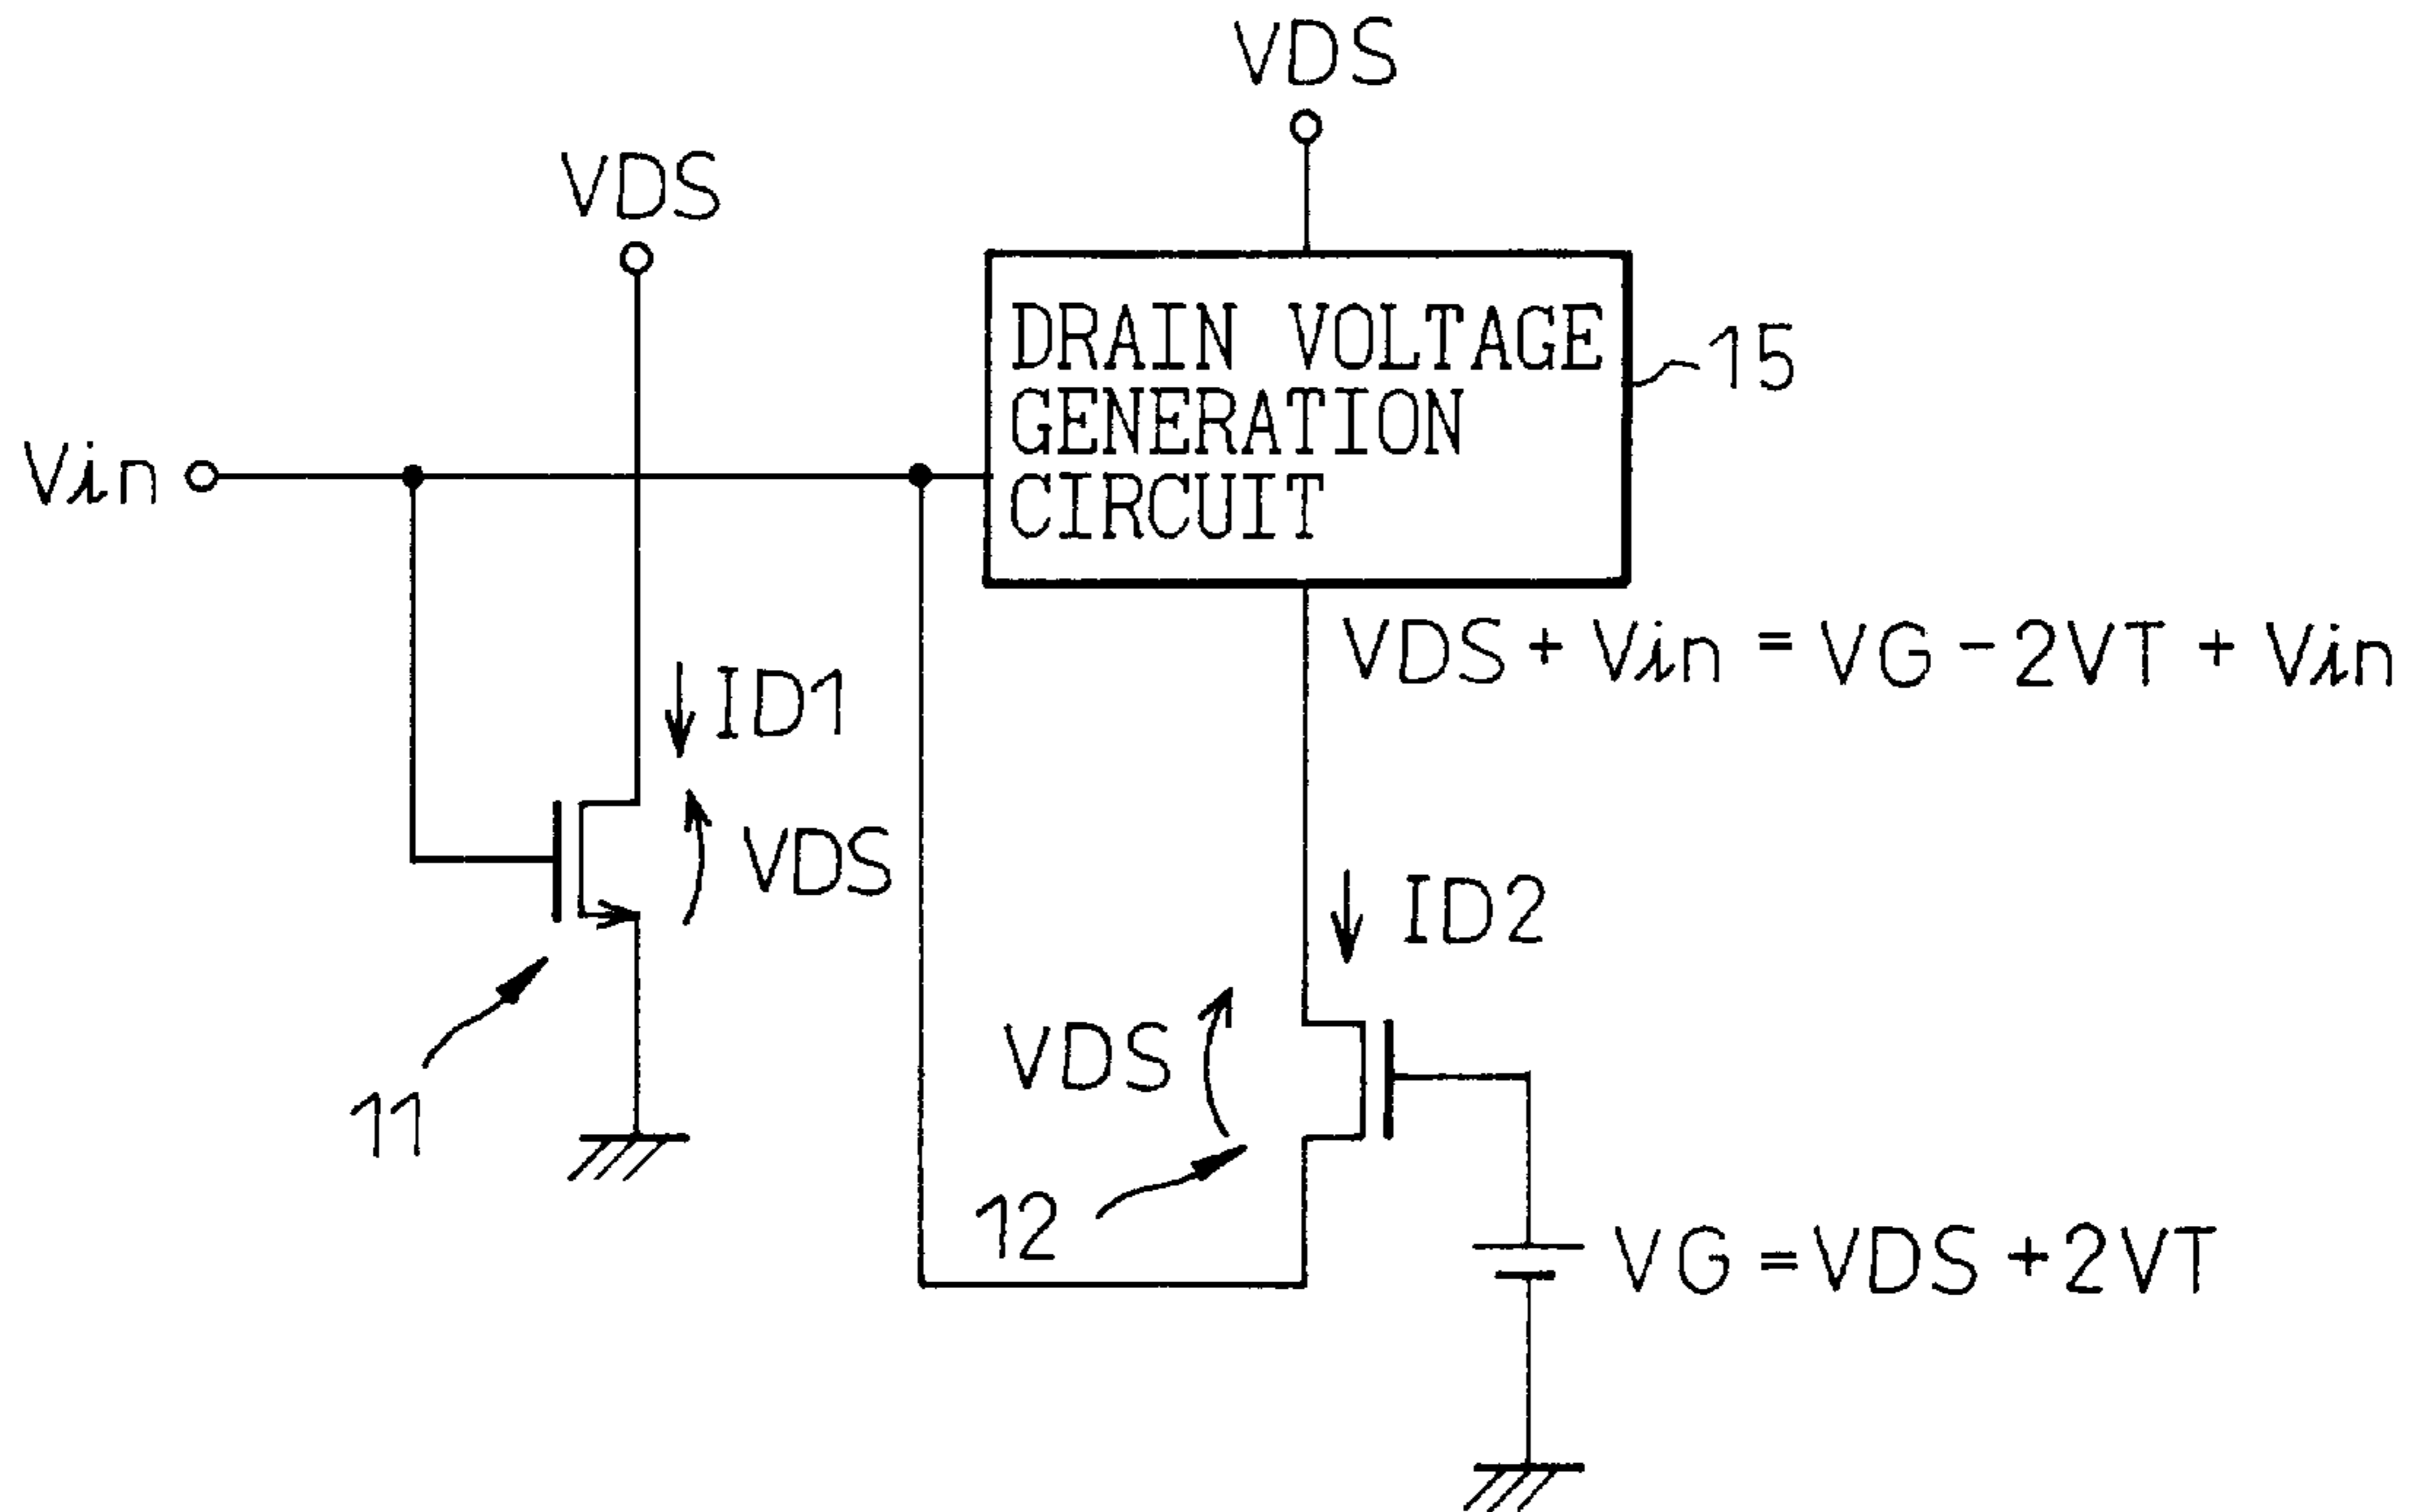 VDS
VDS
DRAIN VOLTAGE
GENERATION
CIRCUIT
15
Vin
VDS + Vin = VG - 2VT + Vin
ID1
VDS
ID2
VDS
11
12
VG = VDS + 2VT